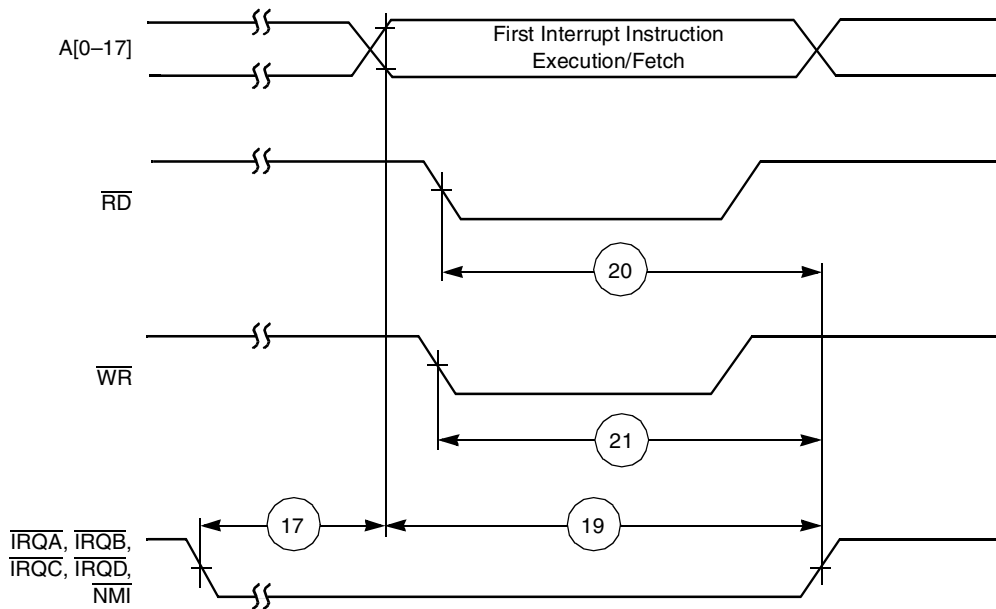 A[0–17]
First Interrupt Instruction
Execution/Fetch
RD
20
WR
21
17
19
IRQA, IRQB,
IRQC, IRQD,
NMI